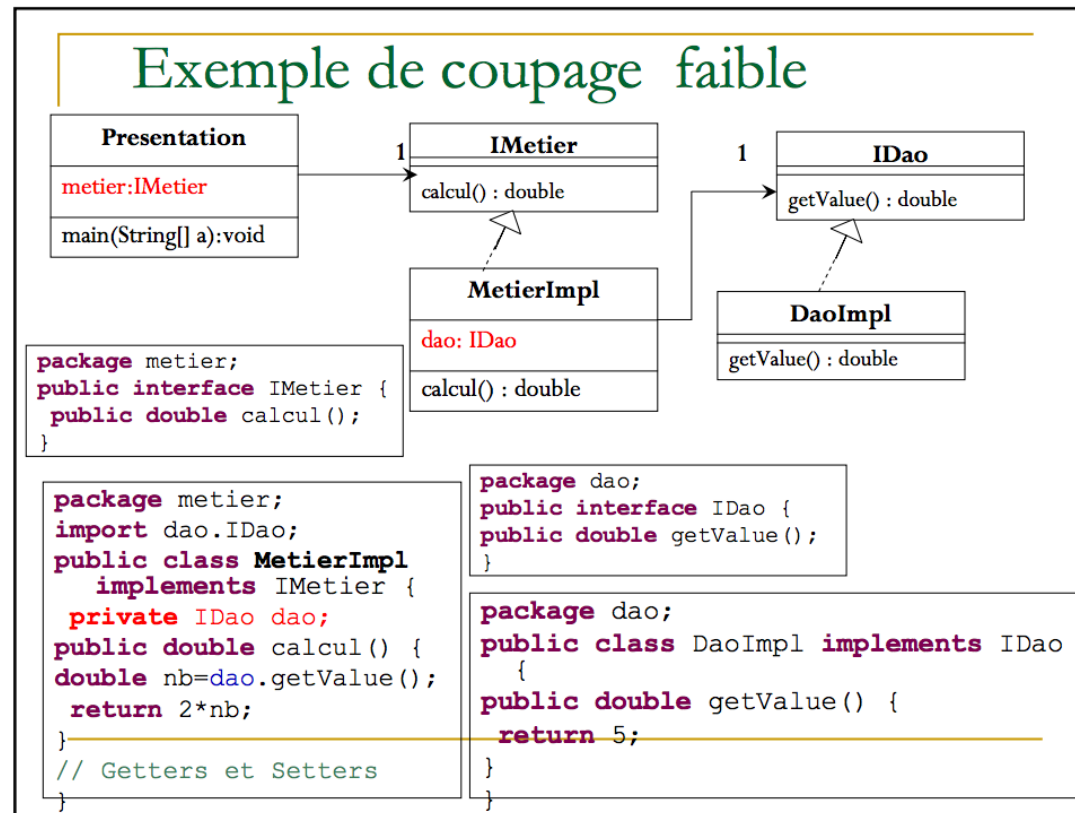 Exemple de coupage faible
Presentation
metier:IMetier
main(String[] a):void
1
IMetier
calcul() : double
1
IDao
getValue() : double
MetierImpl
dao: IDao
calcul() : double
DaoImpl
getValue() : double
package metier;
public interface IMetier {
public double calcul();
}
package metier;
import dao.IDao;
public class MetierImpl
implements IMetier {
private IDao dao;
public double calcul() {
double nb=dao.getValue();
return 2*nb;
}
// Getters et Setters
}
package dao;
public interface IDao {
public double getValue();
}
package dao;
public class DaoImpl implements IDao
{
public double getValue() {
return 5;
}
}